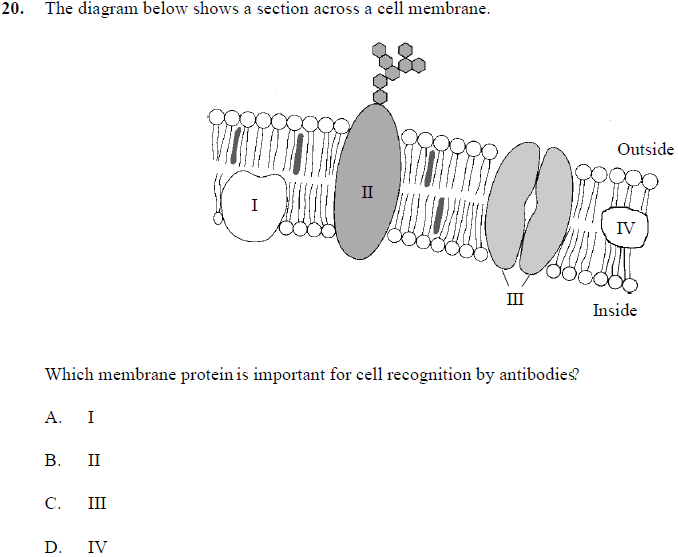 20. The diagram below shows a section across a cell membrane.
Outside
I
II
IV
III
Inside
Which membrane protein is important for cell recognition by antibodies?
A. I
B. II
C. III
D. IV